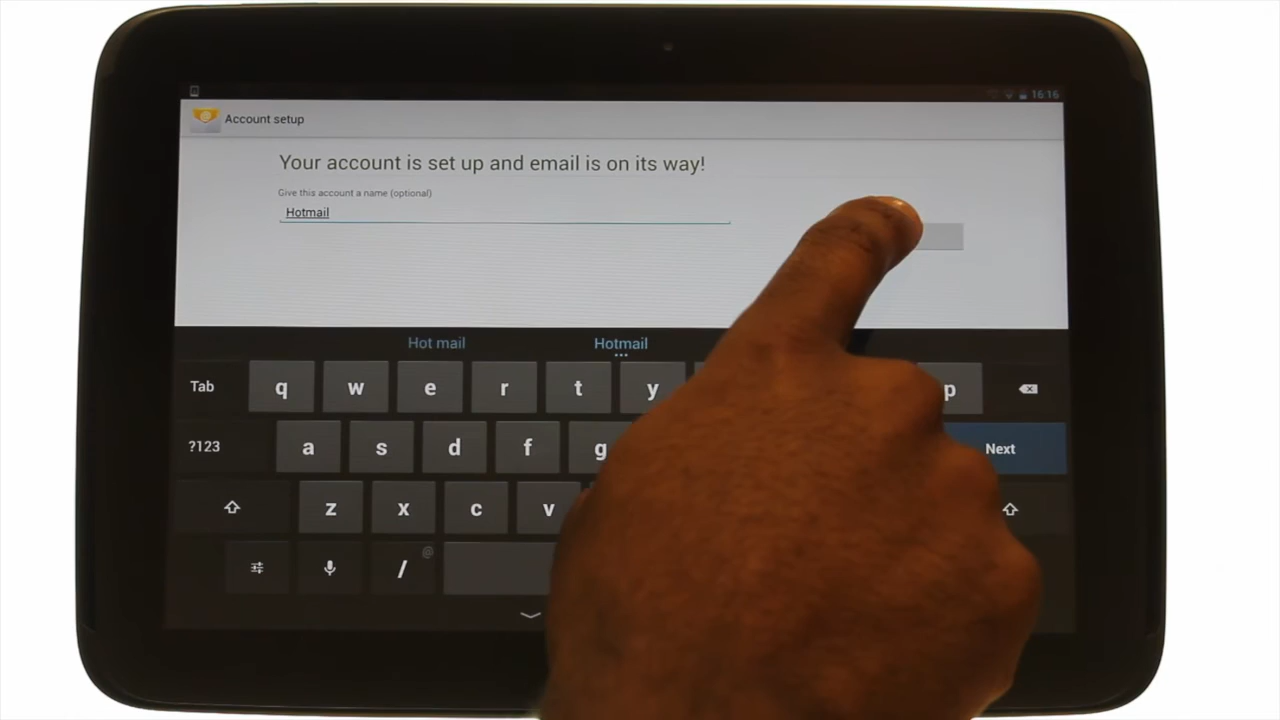 16:16
Account setup
Your account is set up and email is on its way!
Give this account a name (optional)
Hotmail
Hot mail Hotmail
Tab q w e r t y p
?123 a s d f g Next
z x c v
/ @